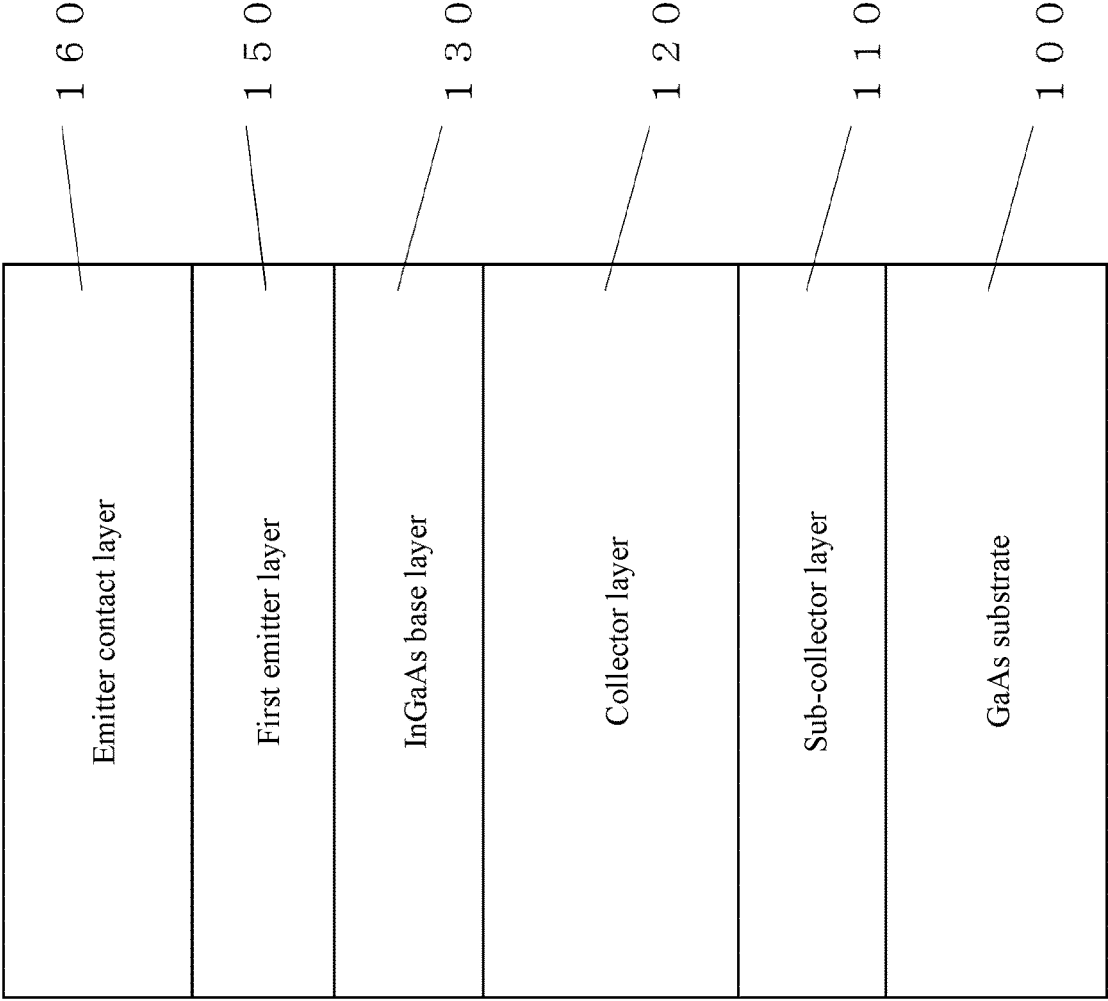 Emitter contact layer 160
First emitter layer 150
InGaAs base layer 130
Collector layer 120
Sub-collector layer 110
GaAs substrate 100